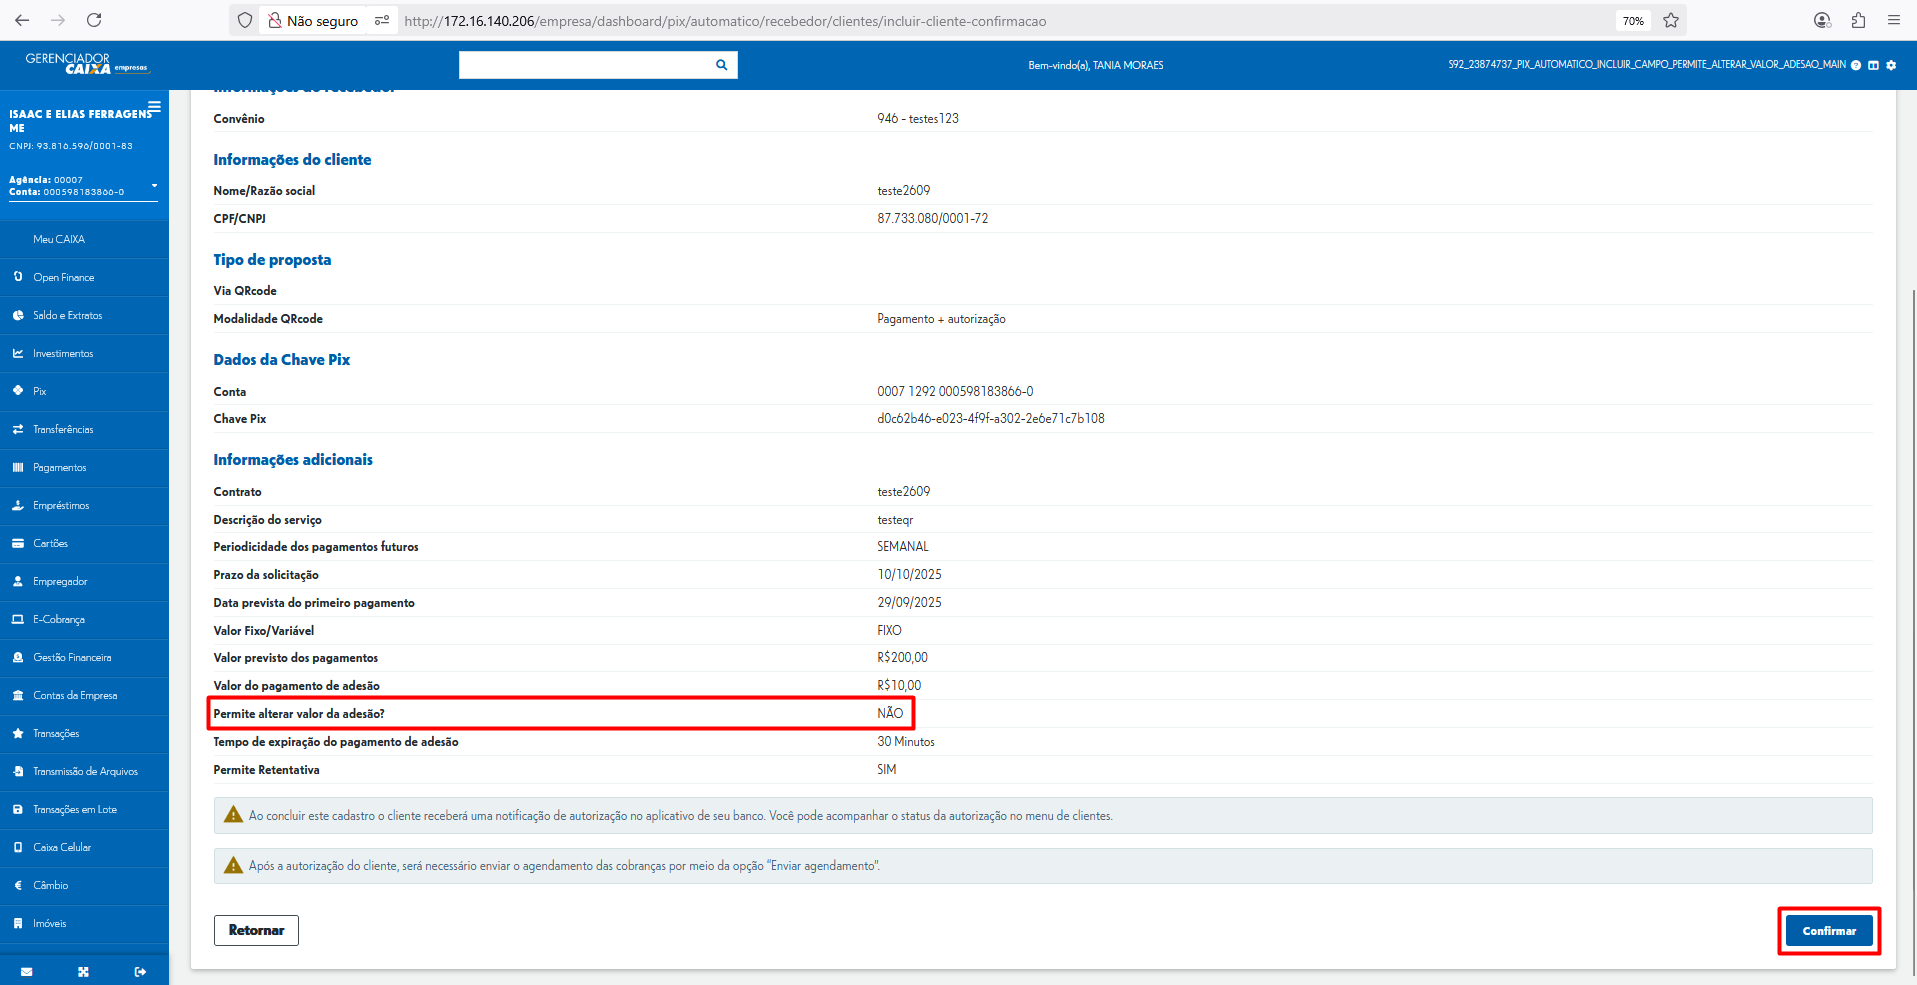 Não seguro
http://172.16.140.206/empresa/dashboard/pix/automatico/recebedor/clientes/incluir-cliente-confirmacao
70%
GERENCIADOR
CAIXA empresas
Bem-vindo(a), TANIA MORAES
S92_23874737_PIX_AUTOMATICO_INCLUIR_CAMPO_PERMITE_ALTERAR_VALOR_ADESAO_MAIN
ISAAC E ELIAS FERRAGENS
ME
CNPJ: 93.816.596/0001-83
Agência: 00007
Conta: 000598183866-0
Meu CAIXA
Open Finance
Saldo e Extratos
Investimentos
Pix
Transferências
Pagamentos
Empréstimos
Cartões
Empregador
E-Cobrança
Gestão Financeira
Contas da Empresa
Transações
Transmissão de Arquivos
Transações em Lote
Caixa Celular
Câmbio
Imóveis
Informações do recebedor
Convênio 946 - testes123
Informações do cliente
Nome/Razão social teste2609
CPF/CNPJ 87.733.080/0001-72
Tipo de proposta
Via QRcode
Modalidade QRcode Pagamento + autorização
Dados da Chave Pix
Conta 0007 1292 000598183866-0
Chave Pix d0c62b46-e023-4f9f-a302-2e6e71c7b108
Informações adicionais
Contrato teste2609
Descrição do serviço testeqr
Periodicidade dos pagamentos futuros SEMANAL
Prazo da solicitação 10/10/2025
Data prevista do primeiro pagamento 29/09/2025
Valor Fixo/Variável FIXO
Valor previsto dos pagamentos R$200,00
Valor do pagamento de adesão R$10,00
Permite alterar valor da adesão? NÃO
Tempo de expiração do pagamento de adesão 30 Minutos
Permite Retentativa SIM
Ao concluir este cadastro o cliente receberá uma notificação de autorização no aplicativo de seu banco. Você pode acompanhar o status da autorização no menu de clientes.
Após a autorização do cliente, será necessário enviar o agendamento das cobranças por meio da opção "Enviar agendamento".
Retornar
Confirmar